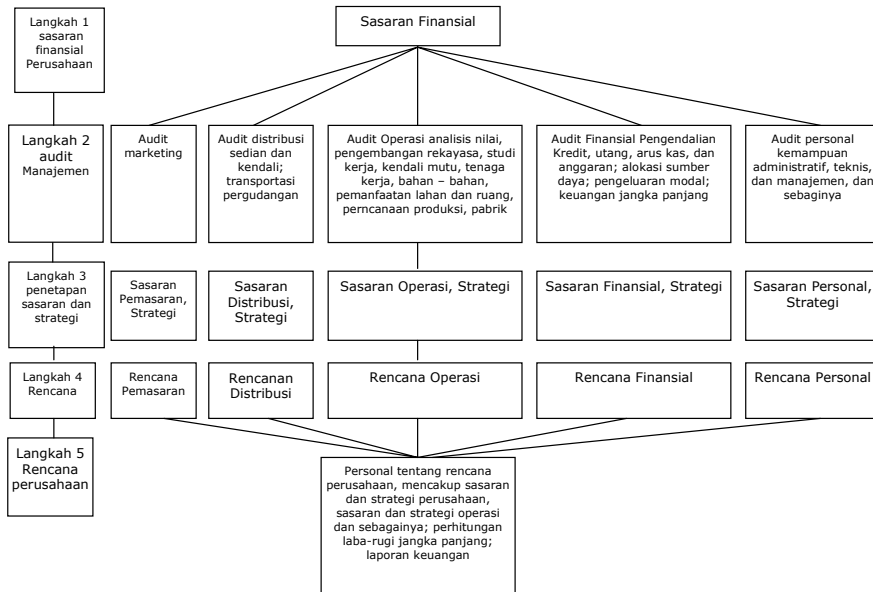 Langkah 1
sasaran
finansial
Perusahaan
Sasaran Finansial
Langkah 2
audit
Manajemen
Audit
marketing
Audit distribusi
sedian dan
kendali;
transportasi
pergudangan
Audit Operasi analisis nilai,
pengembangan rekayasa, studi
kerja, kendali mutu, tenaga
kerja, bahan – bahan,
pemanfaatan lahan dan ruang,
perncanaan produksi, pabrik
Audit Finansial Pengendalian
Kredit, utang, arus kas, dan
anggaran; alokasi sumber
daya; pengeluaran modal;
keuangan jangka panjang
Audit personal
kemampuan
administratif, teknis,
dan manajemen, dan
sebaginya
Langkah 3
penetapan
sasaran dan
strategi
Sasaran
Pemasaran,
Strategi
Sasaran
Distribusi,
Strategi
Sasaran Operasi, Strategi
Sasaran Finansial, Strategi
Sasaran Personal,
Strategi
Langkah 4
Rencana
Rencana
Pemasaran
Rencanan
Distribusi
Rencana Operasi
Rencana Finansial
Rencana Personal
Langkah 5
Rencana
perusahaan
Personal tentang rencana
perusahaan, mencakup sasaran
dan strategi perusahaan,
sasaran dan strategi operasi
dan sebagainya; perhitungan
laba-rugi jangka panjang;
laporan keuangan